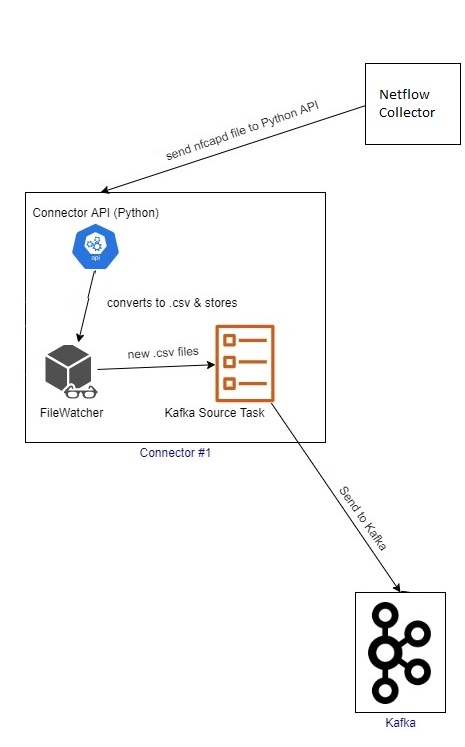 Netflow
Collector
send nfcapd file to Python API
Connector API (Python)
api
converts to .csv & stores
new .csv files
FileWatcher
Kafka Source Task
Connector #1
Send to Kafka
Kafka